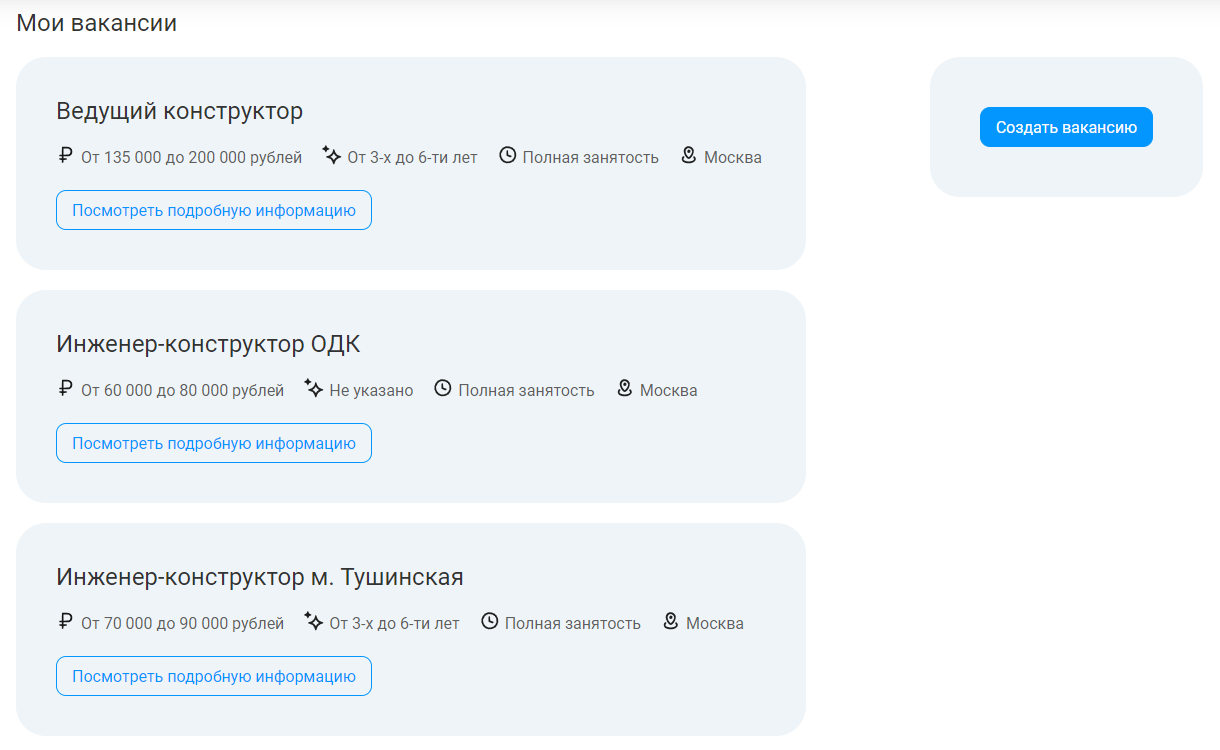 Мои вакансии
Ведущий конструктор
От 135 000 до 200 000 рублей От 3-х до 6-ти лет Полная занятость Москва
Посмотреть подробную информацию
Создать вакансию
Инженер-конструктор ОДК
От 60 000 до 80 000 рублей Не указано Полная занятость Москва
Посмотреть подробную информацию
Инженер-конструктор м. Тушинская
От 70 000 до 90 000 рублей От 3-х до 6-ти лет Полная занятость Москва
Посмотреть подробную информацию